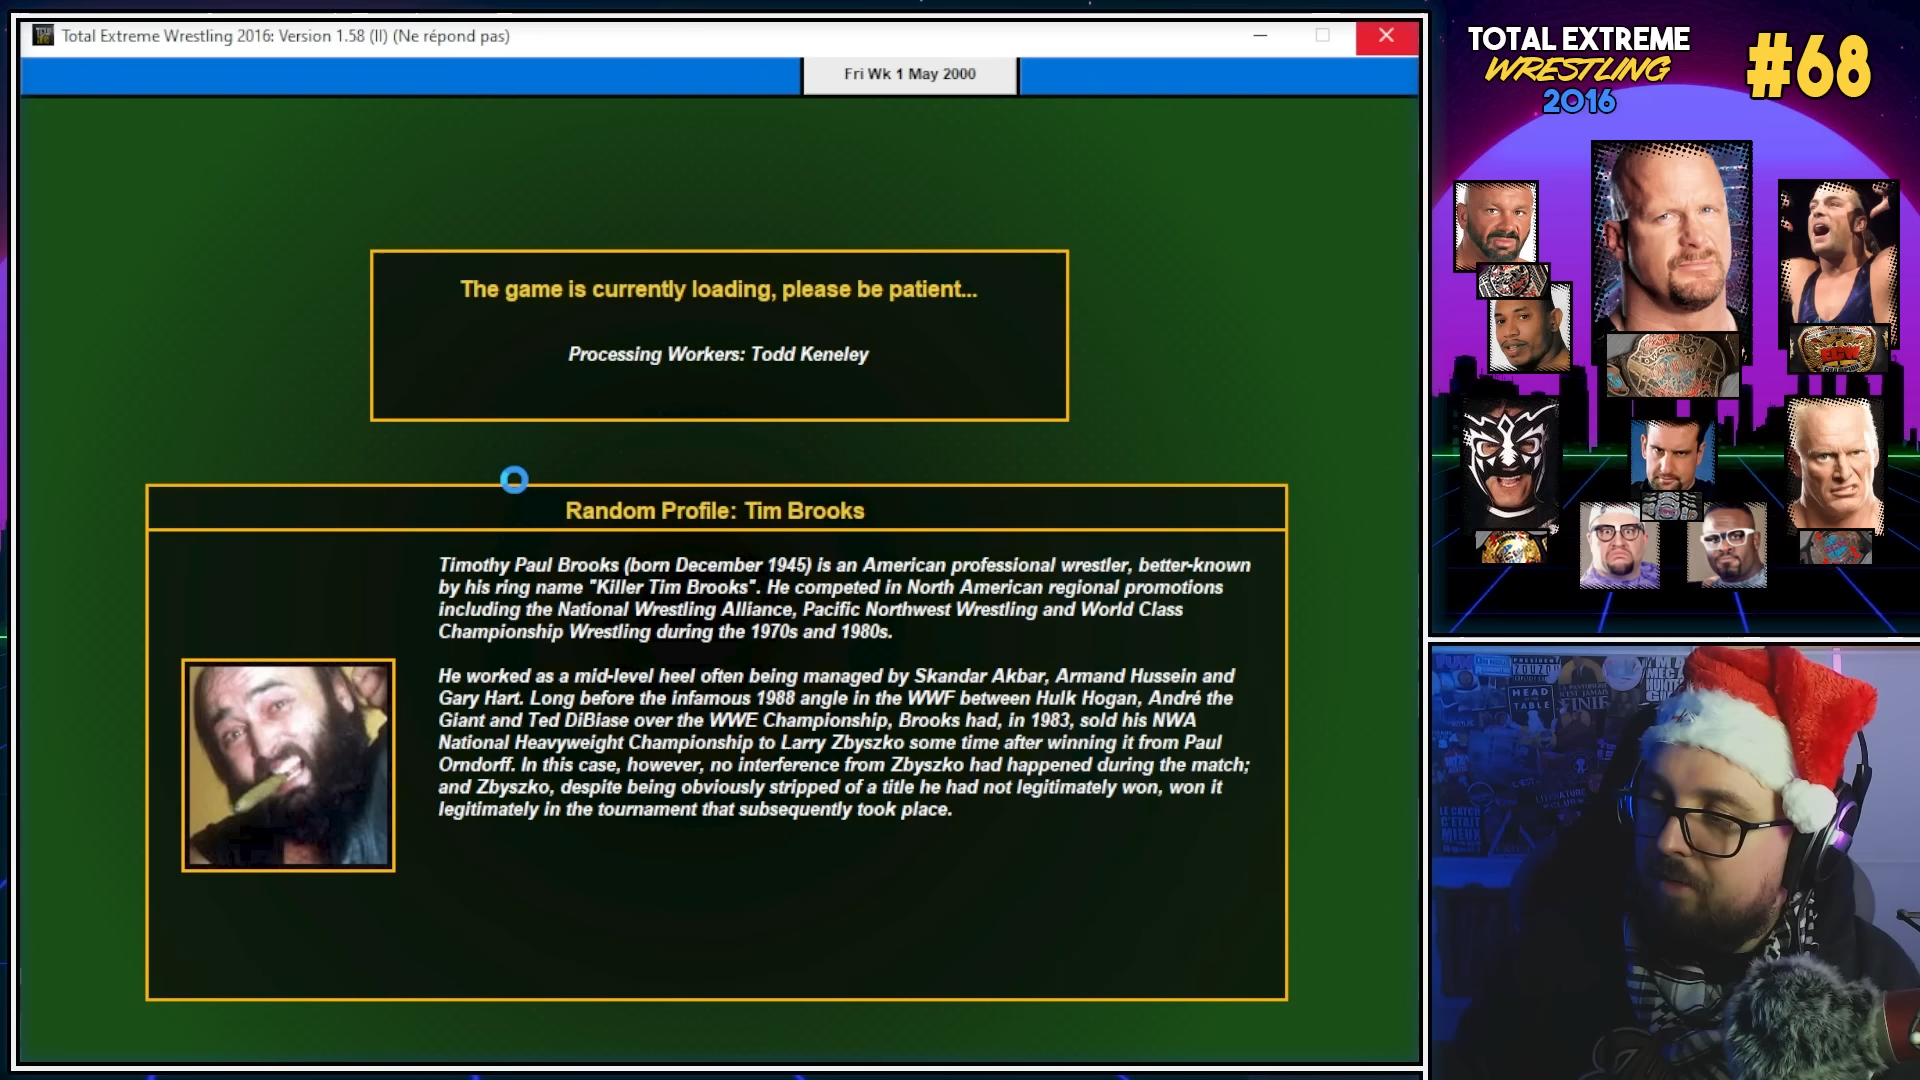 Total Extreme Wrestling 2016: Version 1.58 (II) (Ne répond pas)
Fri Wk 1 May 2000
The game is currently loading, please be patient...
Processing Workers: Todd Keneley
Random Profile: Tim Brooks
Timothy Paul Brooks (born December 1945) is an American professional wrestler, better-known
by his ring name "Killer Tim Brooks". He competed in North American regional promotions
including the National Wrestling Alliance, Pacific Northwest Wrestling and World Class
Championship Wrestling during the 1970s and 1980s.
He worked as a mid-level heel often being managed by Skandar Akbar, Armand Hussein and
Gary Hart. Long before the infamous 1988 angle in the WWF between Hulk Hogan, André the
Giant and Ted DiBiase over the WWE Championship, Brooks had, in 1983, sold his NWA
National Heavyweight Championship to Larry Zbyszko some time after winning it from Paul
Orndorff. In this case, however, no interference from Zbyszko had happened during the match;
and Zbyszko, despite being obviously stripped of a title he had not legitimately won, won it
legitimately in the tournament that subsequently took place.
TOTAL EXTREME
WRESTLING
2016
#68
ECW
HEAD
TABLE
LE CATCH
C'ÉTAIT
MIEUX